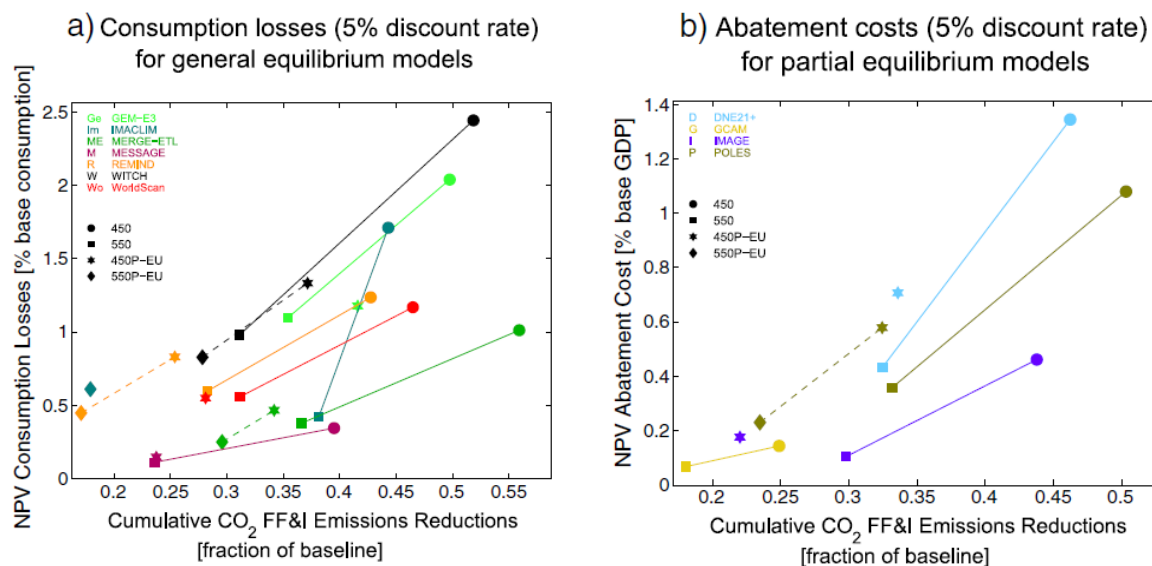 a) Consumption losses (5% discount rate)
for general equilibrium models
NPV Consumption Losses [% base consumption]
2.5
2
1.5
1
0.5
0
Ge GEM-E3
Im IMACLIM
ME MERGE-ETL
M MESSAGE
R REMIND
W WITCH
Wo WorldScan
450
550
450P-EU
550P-EU
0.2 0.25 0.3 0.35 0.4 0.45 0.5 0.55
Cumulative CO₂ FF&I Emissions Reductions
[fraction of baseline]
b) Abatement costs (5% discount rate)
for partial equilibrium models
NPV Abatement Cost [% base GDP]
1.4
1.2
1
0.8
0.6
0.4
0.2
0
D DNE21+
G GCAM
I IMAGE
P POLES
450
550
450P-EU
550P-EU
0.2 0.25 0.3 0.35 0.4 0.45 0.5
Cumulative CO₂ FF&I Emissions Reductions
[fraction of baseline]